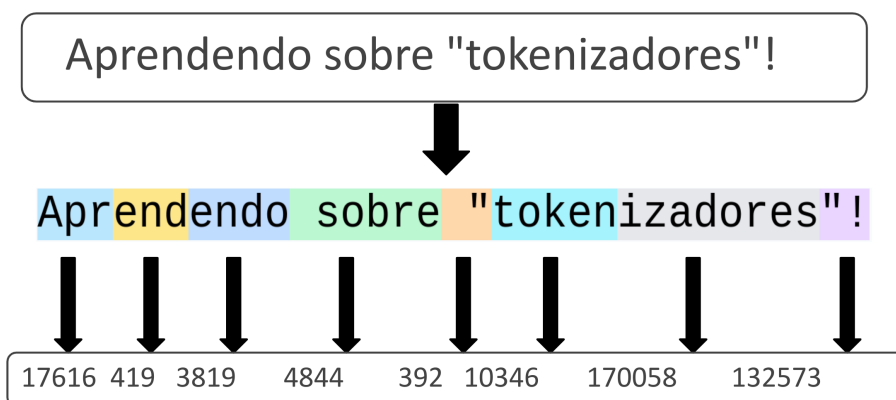 Aprendendo sobre "tokenizadores"!
Aprendendo sobre "tokenizadores"!
17616 419 3819 4844 392 10346 170058 132573